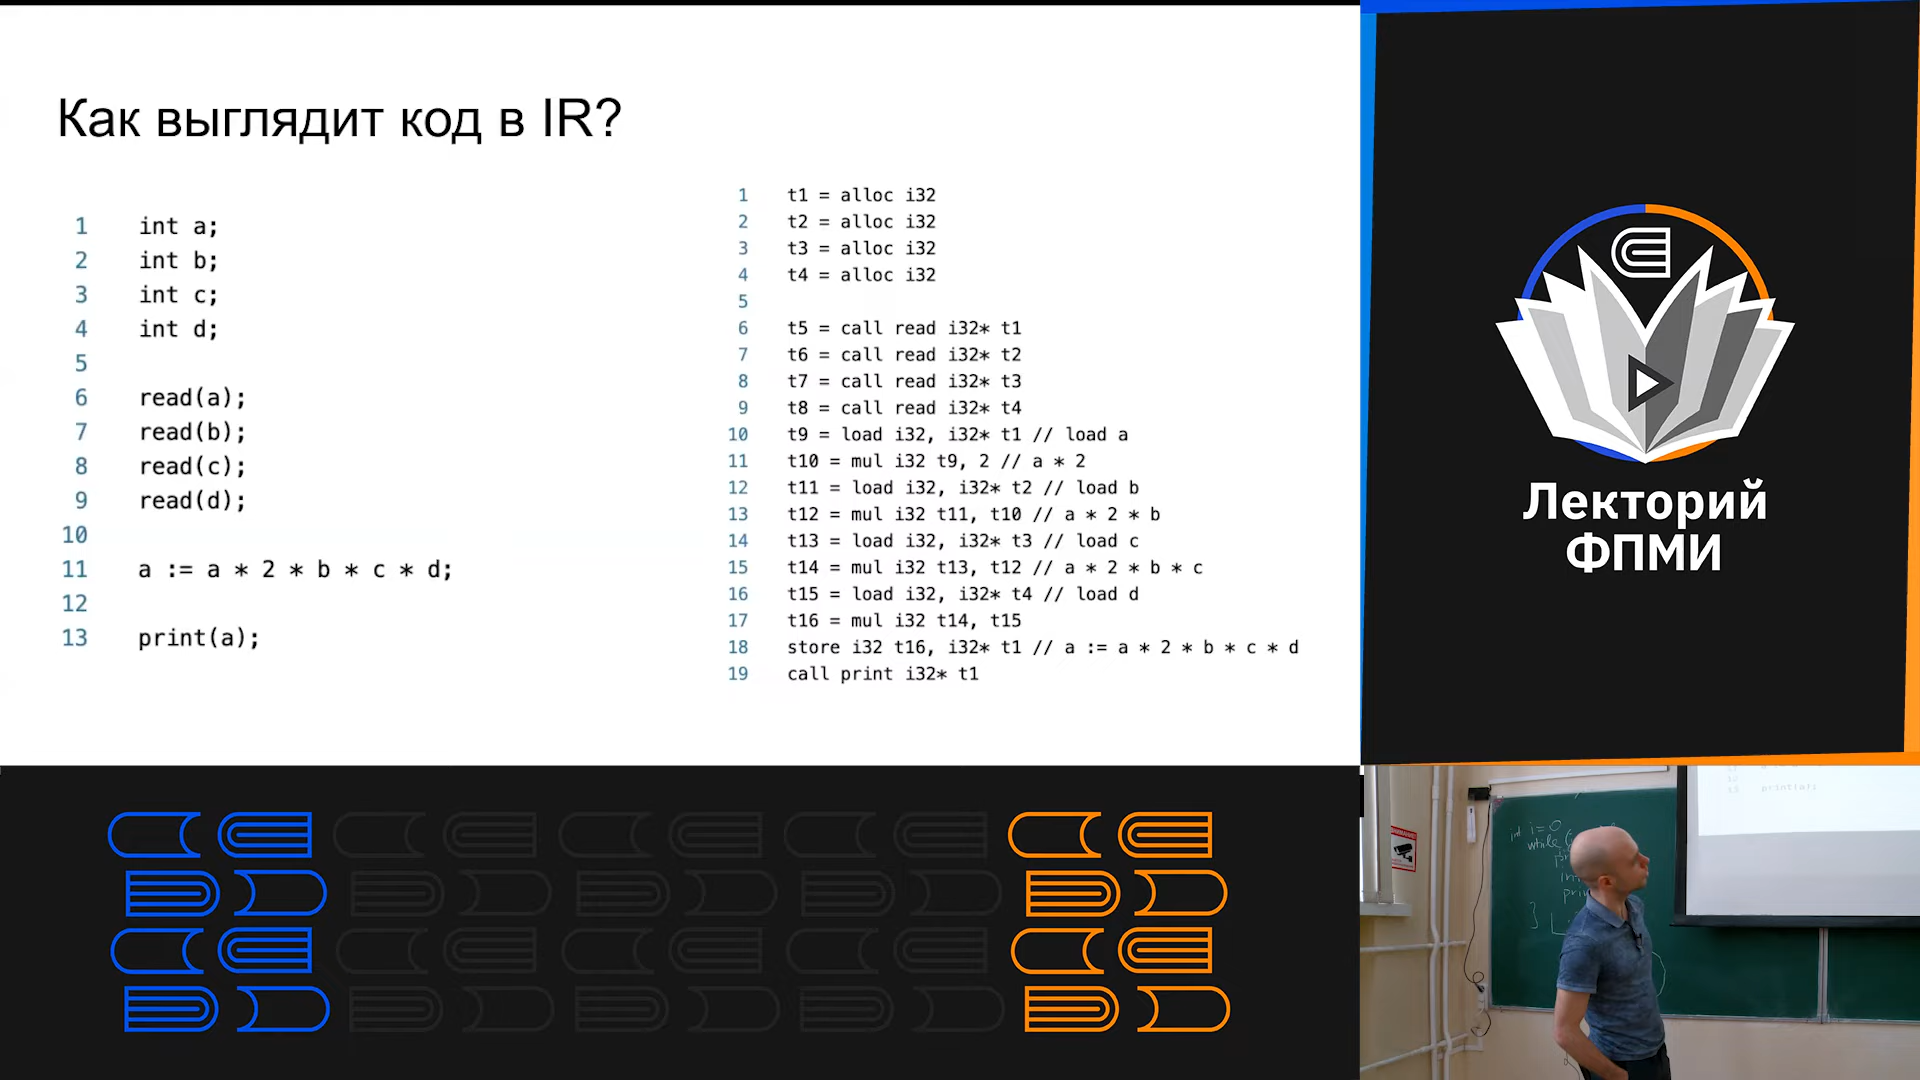 Как выглядит код в IR?
1 int a;
2 int b;
3 int c;
4 int d;
5
6 read(a);
7 read(b);
8 read(c);
9 read(d);
10
11 a := a * 2 * b * c * d;
12
13 print(a);
1 t1 = alloc i32
2 t2 = alloc i32
3 t3 = alloc i32
4 t4 = alloc i32
5
6 t5 = call read i32* t1
7 t6 = call read i32* t2
8 t7 = call read i32* t3
9 t8 = call read i32* t4
10 t9 = load i32, i32* t1 // load a
11 t10 = mul i32 t9, 2 // a * 2
12 t11 = load i32, i32* t2 // load b
13 t12 = mul i32 t11, t10 // a * 2 * b
14 t13 = load i32, i32* t3 // load c
15 t14 = mul i32 t13, t12 // a * 2 * b * c
16 t15 = load i32, i32* t4 // load d
17 t16 = mul i32 t14, t15
18 store i32 t16, i32* t1 // a := a * 2 * b * c * d
19 call print i32* t1
Лекторий
ФПМИ
int i=0
while
13 print(a);